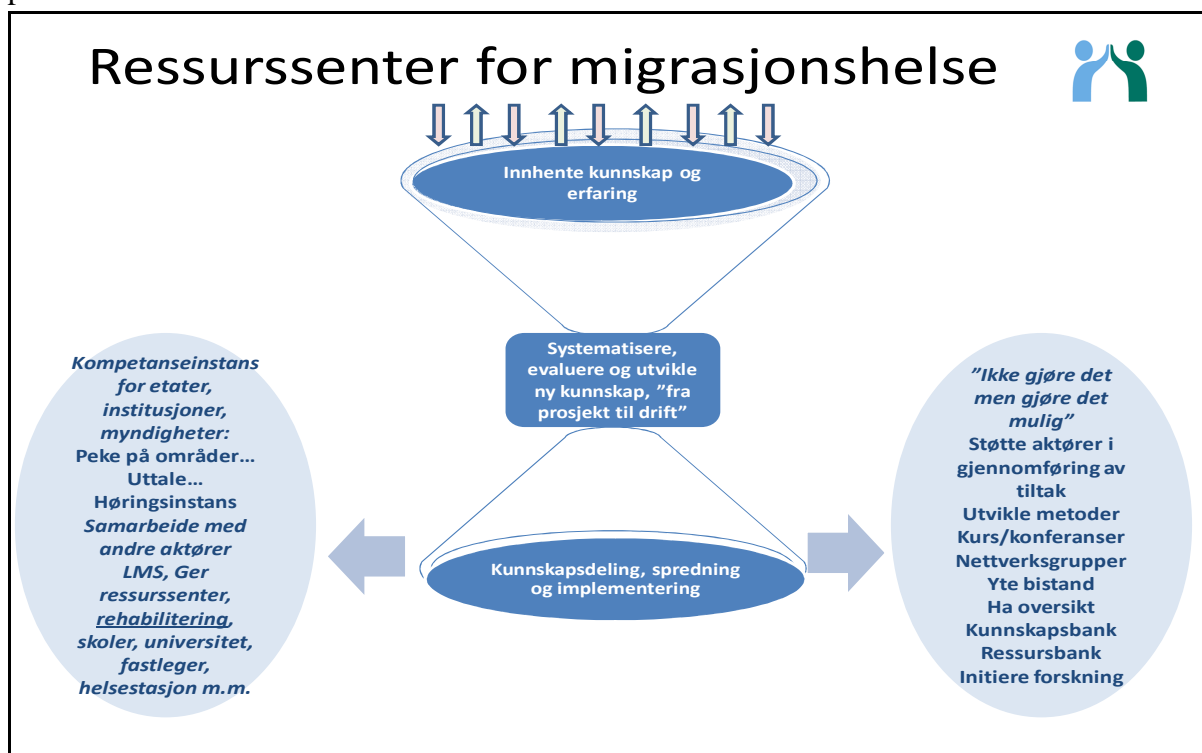 Ressurssenter for migrasjonshelse
Innhente kunnskap og
erfaring
Systematisere,
evaluere og utvikle
ny kunnskap, ”fra
prosjekt til drift”
Kunnskapsdeling, spredning
og implementering
Kompetanseinstans
for etater,
institusjoner,
myndigheter:
Peke på områder…
Uttale…
Høringsinstans
Samarbeide med
andre aktører
LMS, Ger
ressurssenter,
rehabilitering,
skoler, universitet,
fastleger,
helsestasjon m.m.
”Ikke gjøre det
men gjøre det
mulig”
Støtte aktører i
gjennomføring av
tiltak
Utvikle metoder
Kurs/konferanser
Nettverksgrupper
Yte bistand
Ha oversikt
Kunnskapsbank
Ressursbank
Initiere forskning